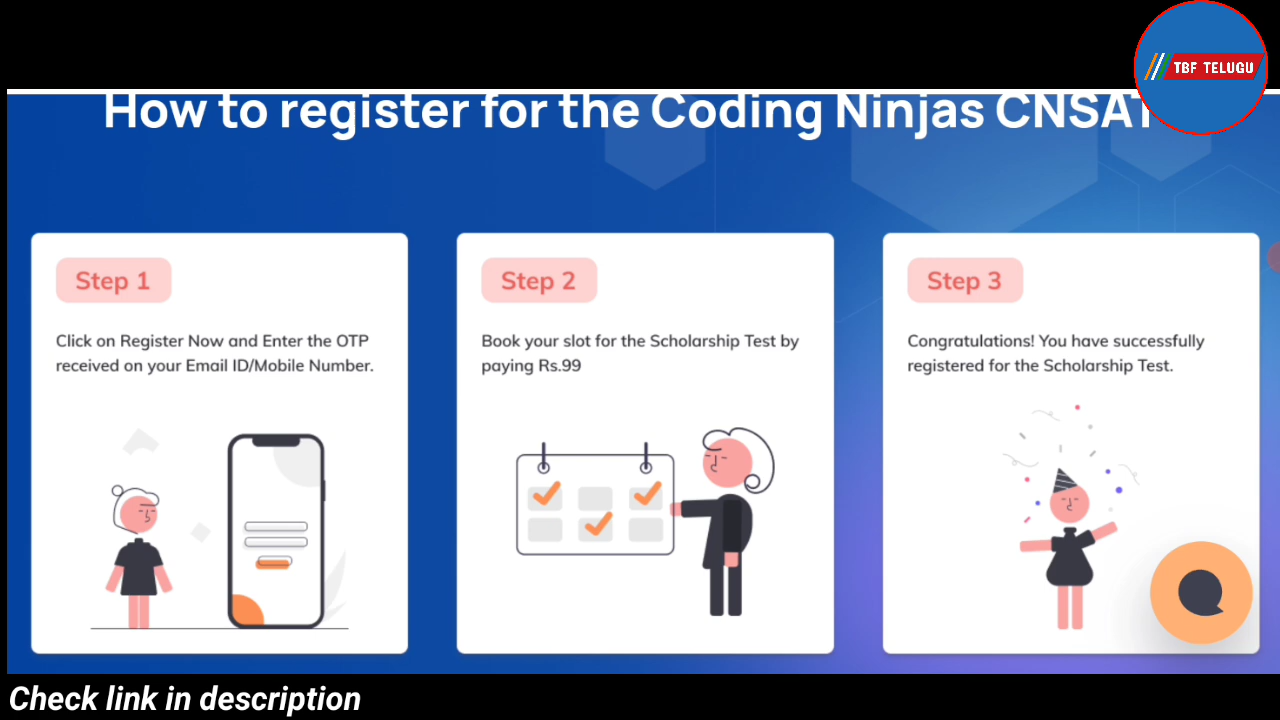 TBF TELUGU
How to register for the Coding Ninjas CNSAT
Step 1
Click on Register Now and Enter the OTP
received on your Email ID/Mobile Number.
Step 2
Book your slot for the Scholarship Test by
paying Rs.99
Step 3
Congratulations! You have successfully
registered for the Scholarship Test.
Check link in description